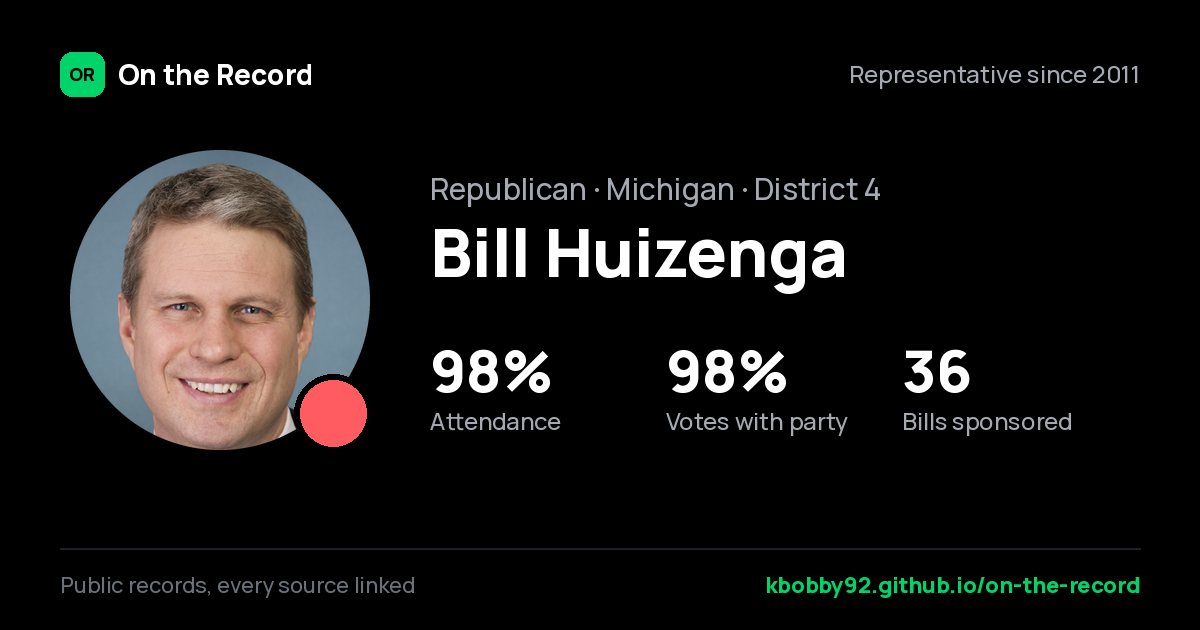 OR On the Record
Representative since 2011
Republican · Michigan · District 4
Bill Huizenga
98% 98% 36
Attendance Votes with party Bills sponsored
Public records, every source linked
kbobby92.github.io/on-the-record